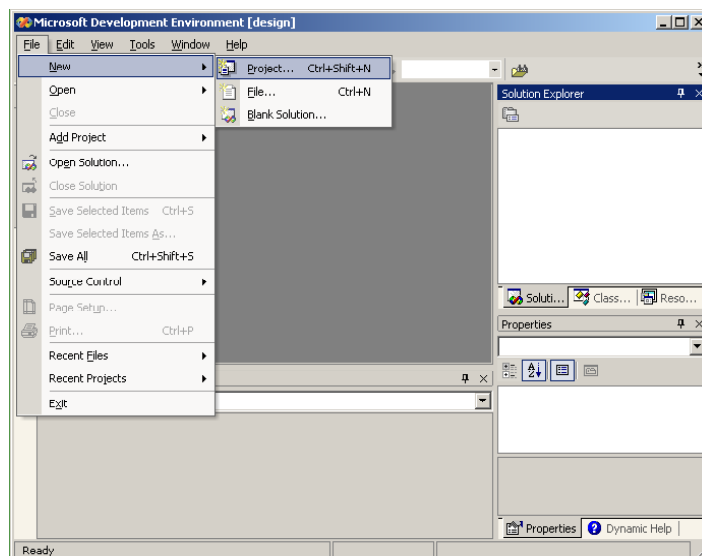 Microsoft Development Environment [design]
File Edit View Tools Window Help
New
Project... Ctrl+Shift+N
Open
File... Ctrl+N
Close
Blank Solution...
Add Project
Open Solution...
Close Solution
Save Selected Items Ctrl+S
Save Selected Items As...
Save All Ctrl+Shift+S
Source Control
Page Setup...
Print... Ctrl+P
Recent Files
Recent Projects
Exit
Solution Explorer
Soluti... Class... Reso...
Properties
Properties Dynamic Help
Ready